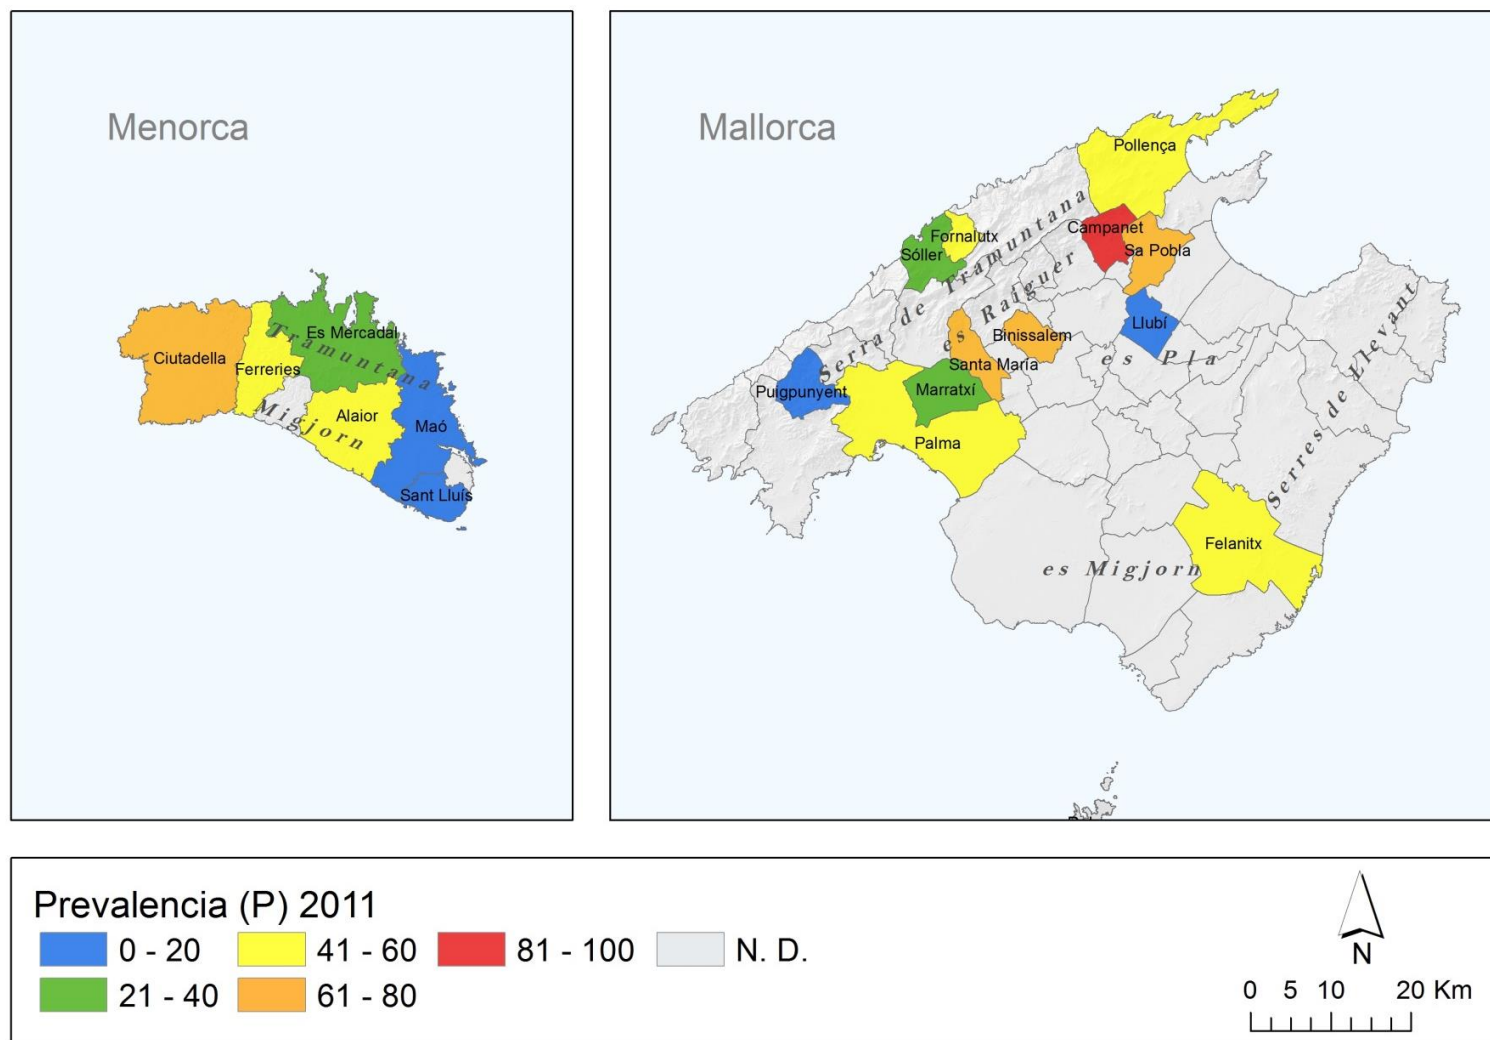 Menorca
Es Mercadal
Tramuntana
Ciutadella
Ferreries
Migjorn
Alaior
Maó
Sant Lluís
Mallorca
Pollença
Campanet
Fornalutx
Sóller
Sa Pobla
Serra de Tramuntana
es Raiguer
Llubí
Binissalem
es Pla
Santa María
Puigpunyent
Marratxí
Palma
Serres de Llevant
Felanitx
es Migjorn
Prevalencia (P) 2011
0 - 20
41 - 60
81 - 100
N. D.
21 - 40
61 - 80
N
0 5 10 20 Km